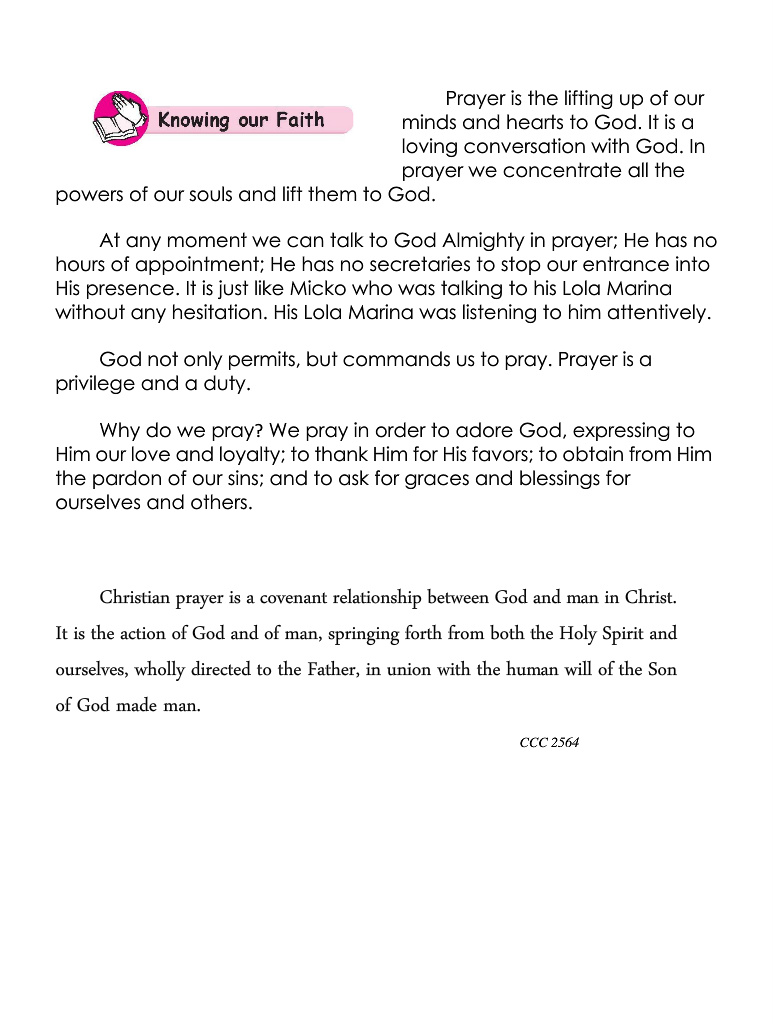 Knowing our Faith
Prayer is the lifting up of our
minds and hearts to God. It is a
loving conversation with God. In
prayer we concentrate all the
powers of our souls and lift them to God.
At any moment we can talk to God Almighty in prayer; He has no
hours of appointment; He has no secretaries to stop our entrance into
His presence. It is just like Micko who was talking to his Lola Marina
without any hesitation. His Lola Marina was listening to him attentively.
God not only permits, but commands us to pray. Prayer is a
privilege and a duty.
Why do we pray? We pray in order to adore God, expressing to
Him our love and loyalty; to thank Him for His favors; to obtain from Him
the pardon of our sins; and to ask for graces and blessings for
ourselves and others.
Christian prayer is a covenant relationship between God and man in Christ.
It is the action of God and of man, springing forth from both the Holy Spirit and
ourselves, wholly directed to the Father, in union with the human will of the Son
of God made man.
CCC 2564